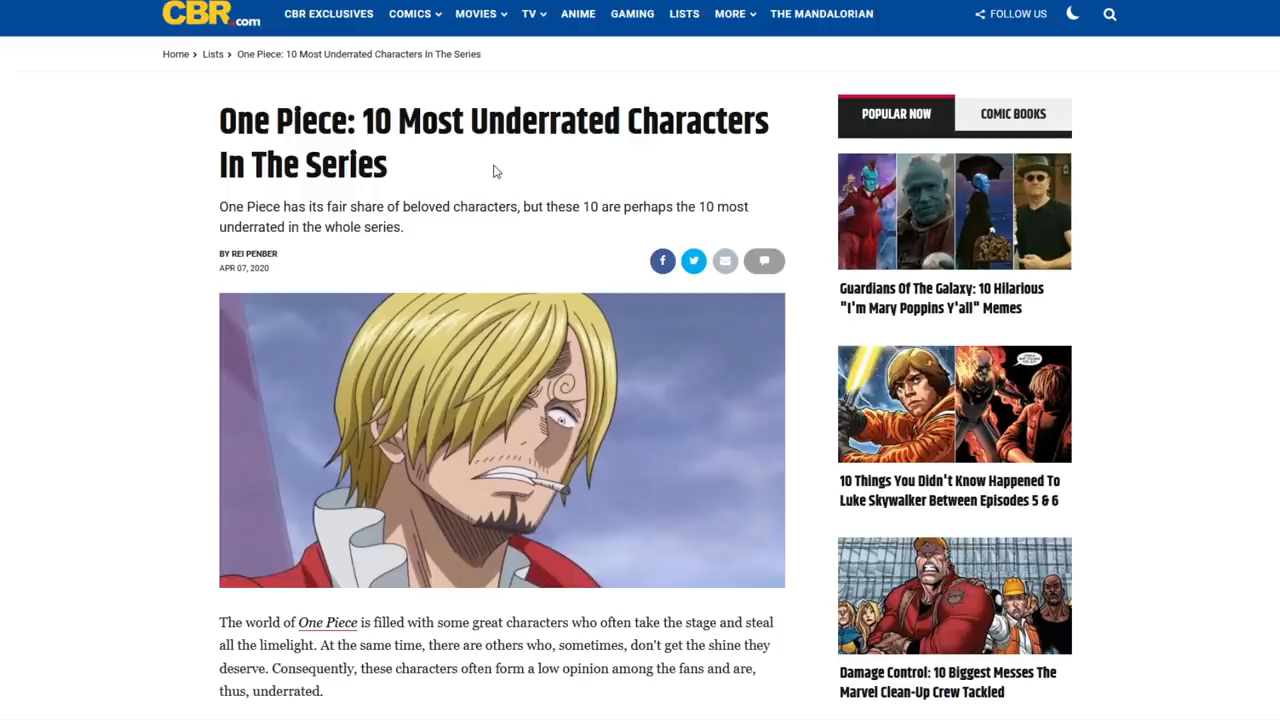 CBR.com
CBR EXCLUSIVES COMICS MOVIES TV ANIME GAMING LISTS MORE THE MANDALORIAN FOLLOW US
Home > Lists > One Piece: 10 Most Underrated Characters In The Series
One Piece: 10 Most Underrated Characters
In The Series
One Piece has its fair share of beloved characters, but these 10 are perhaps the 10 most
underrated in the whole series.
BY REI PENBER
APR 07, 2020
The world of One Piece is filled with some great characters who often take the stage and steal
all the limelight. At the same time, there are others who, sometimes, don't get the shine they
deserve. Consequently, these characters often form a low opinion among the fans and are,
thus, underrated.
POPULAR NOW COMIC BOOKS
Guardians Of The Galaxy: 10 Hilarious
"I'm Mary Poppins Y'all" Memes
10 Things You Didn't Know Happened To
Luke Skywalker Between Episodes 5 & 6
Damage Control: 10 Biggest Messes The
Marvel Clean-Up Crew Tackled